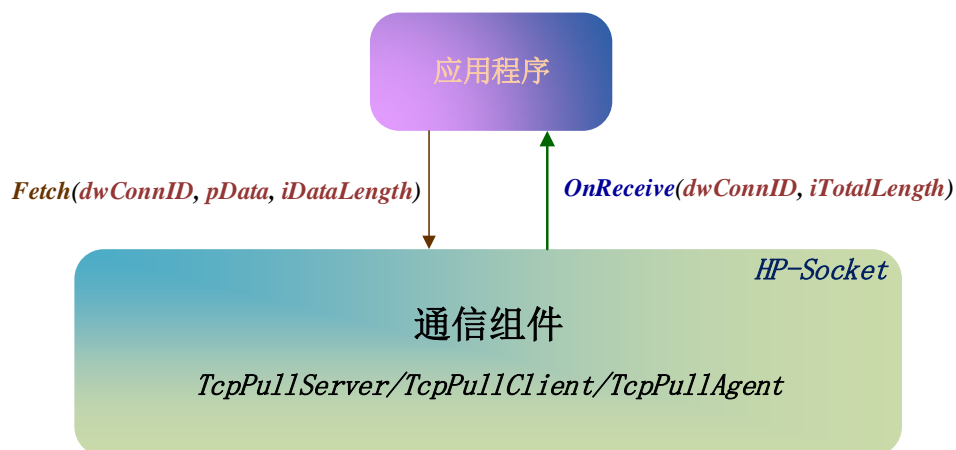 应用程序
Fetch(dwConnID, pData, iDataLength)
OnReceive(dwConnID, iTotalLength)
HP-Socket
通信组件
TcpPullServer/TcpPullClient/TcpPullAgent